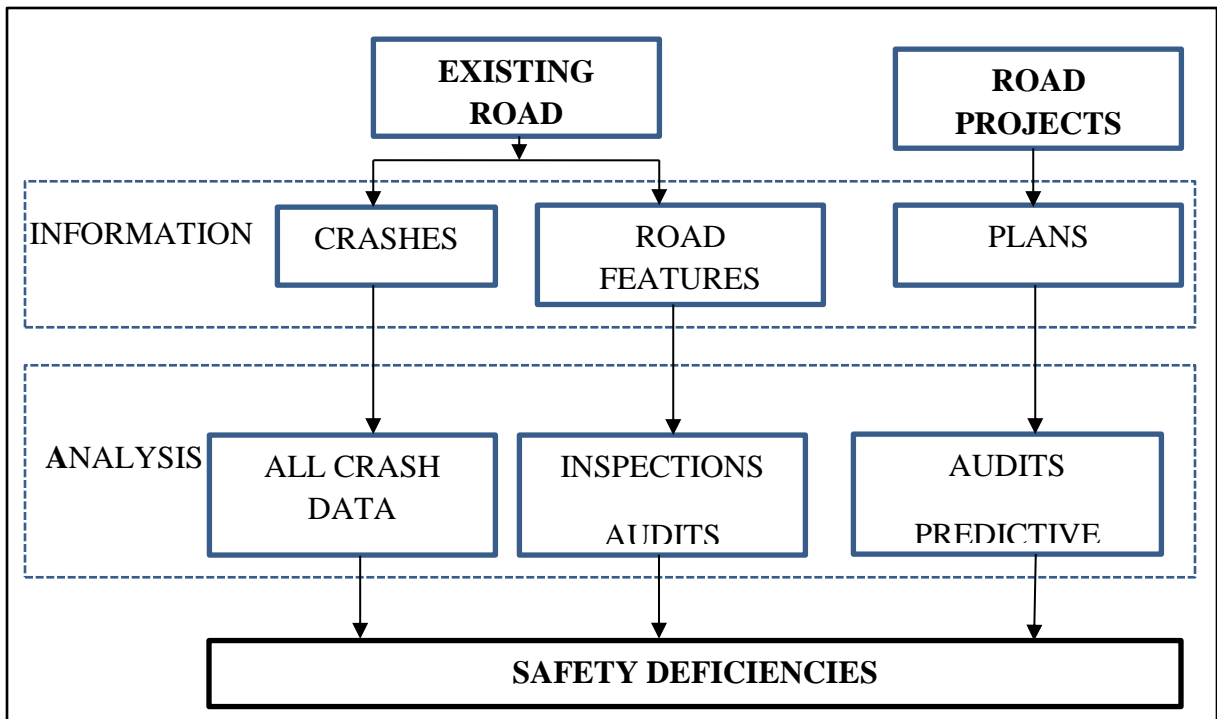 EXISTING
ROAD
ROAD
PROJECTS
INFORMATION
CRASHES
ROAD
FEATURES
PLANS
ANALYSIS
ALL CRASH
DATA
INSPECTIONS
AUDITS
AUDITS
PREDICTIVE
SAFETY DEFICIENCIES